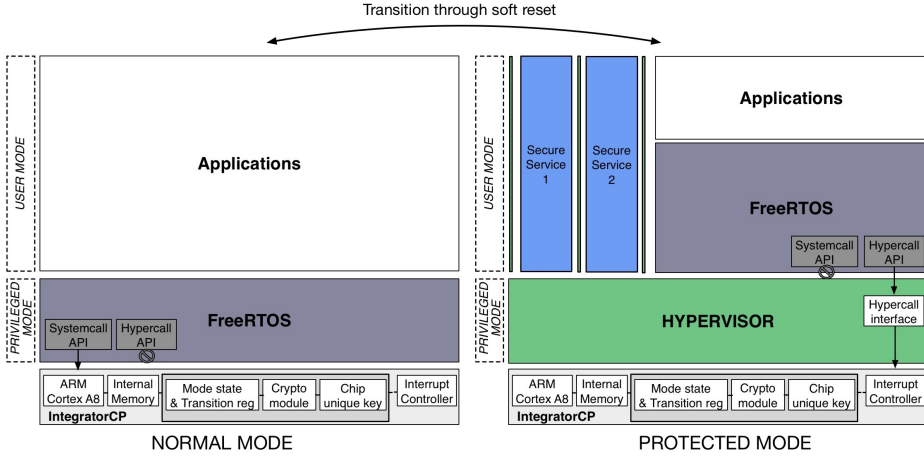 Transition through soft reset
USER MODE
Applications
PRIVILEGED
MODE
FreeRTOS
Systemcall
API
Hypercall
API
ARM
Cortex A8
Internal
Memory
Mode state
& Transition reg
Crypto
module
Chip
unique key
Interrupt
Controller
IntegratorCP
NORMAL MODE
USER MODE
Secure
Service
1
Secure
Service
2
Applications
FreeRTOS
Systemcall
API
Hypercall
API
PRIVILEGED
MODE
HYPERVISOR
Hypercall
interface
ARM
Cortex A8
Internal
Memory
Mode state
& Transition reg
Crypto
module
Chip
unique key
Interrupt
Controller
IntegratorCP
PROTECTED MODE